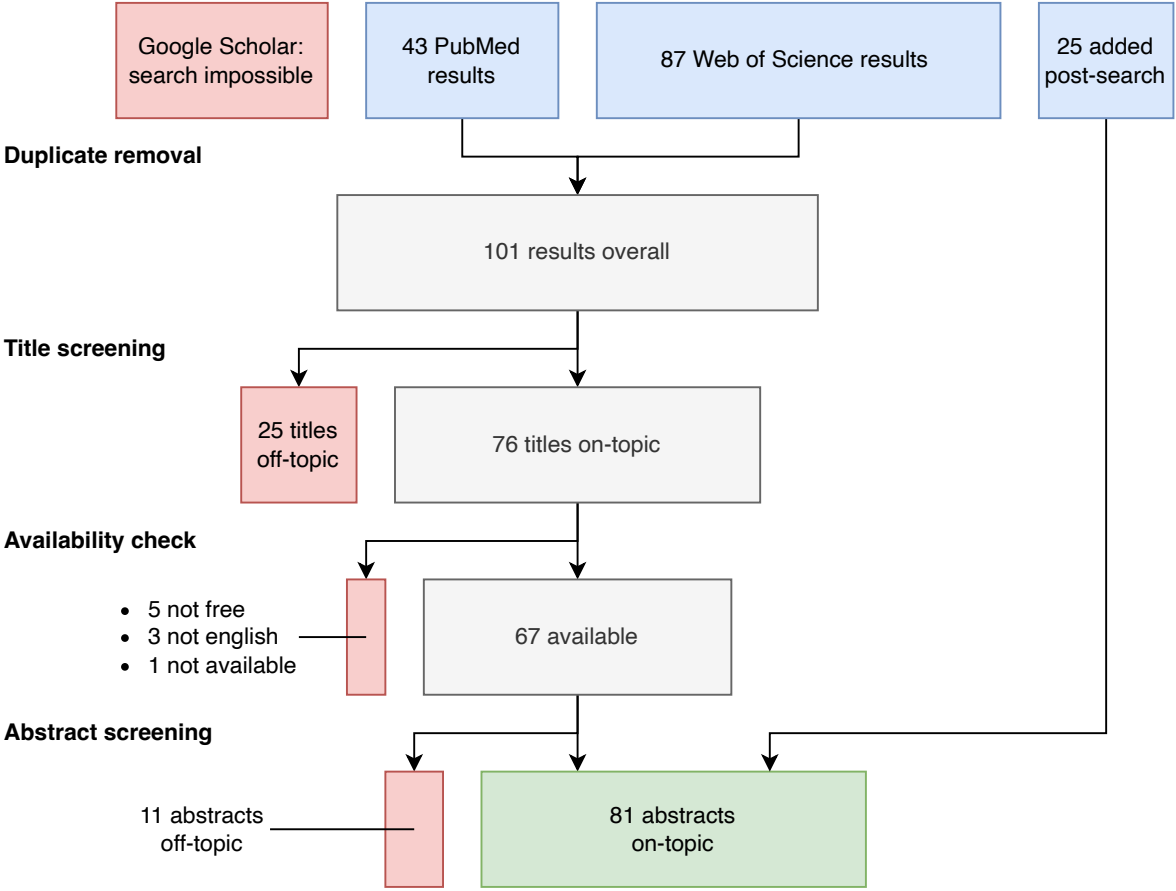 Google Scholar:
search impossible
43 PubMed
results
87 Web of Science results
25 added
post-search
Duplicate removal
101 results overall
Title screening
25 titles
off-topic
76 titles on-topic
Availability check
• 5 not free
• 3 not english
• 1 not available
67 available
Abstract screening
11 abstracts
off-topic
81 abstracts
on-topic